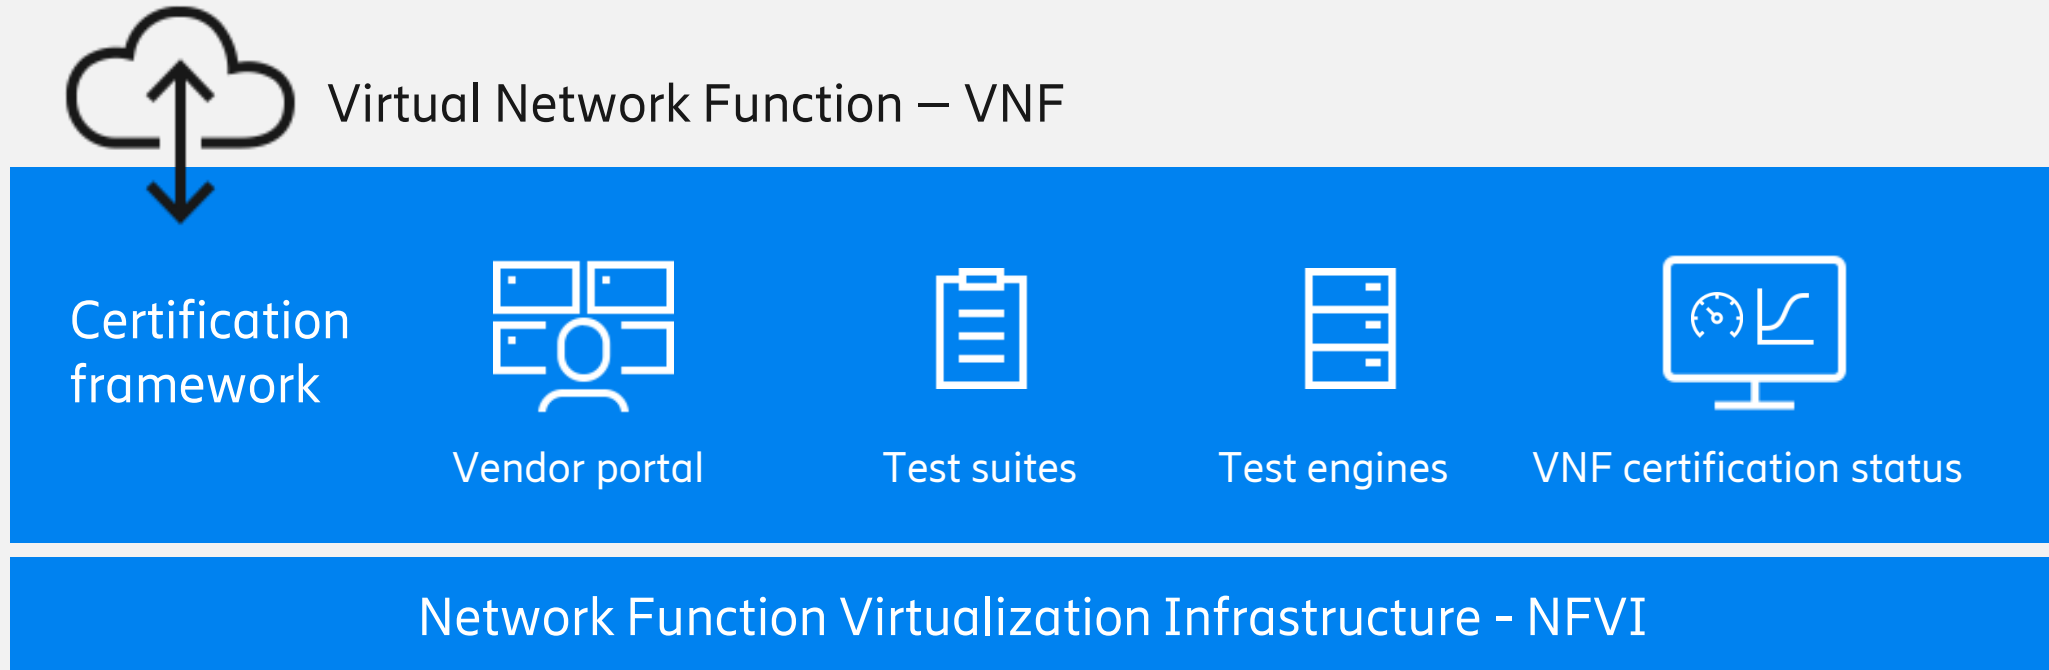 Virtual Network Function – VNF
Certification
framework
Vendor portal
Test suites
Test engines
VNF certification status
Network Function Virtualization Infrastructure - NFVI